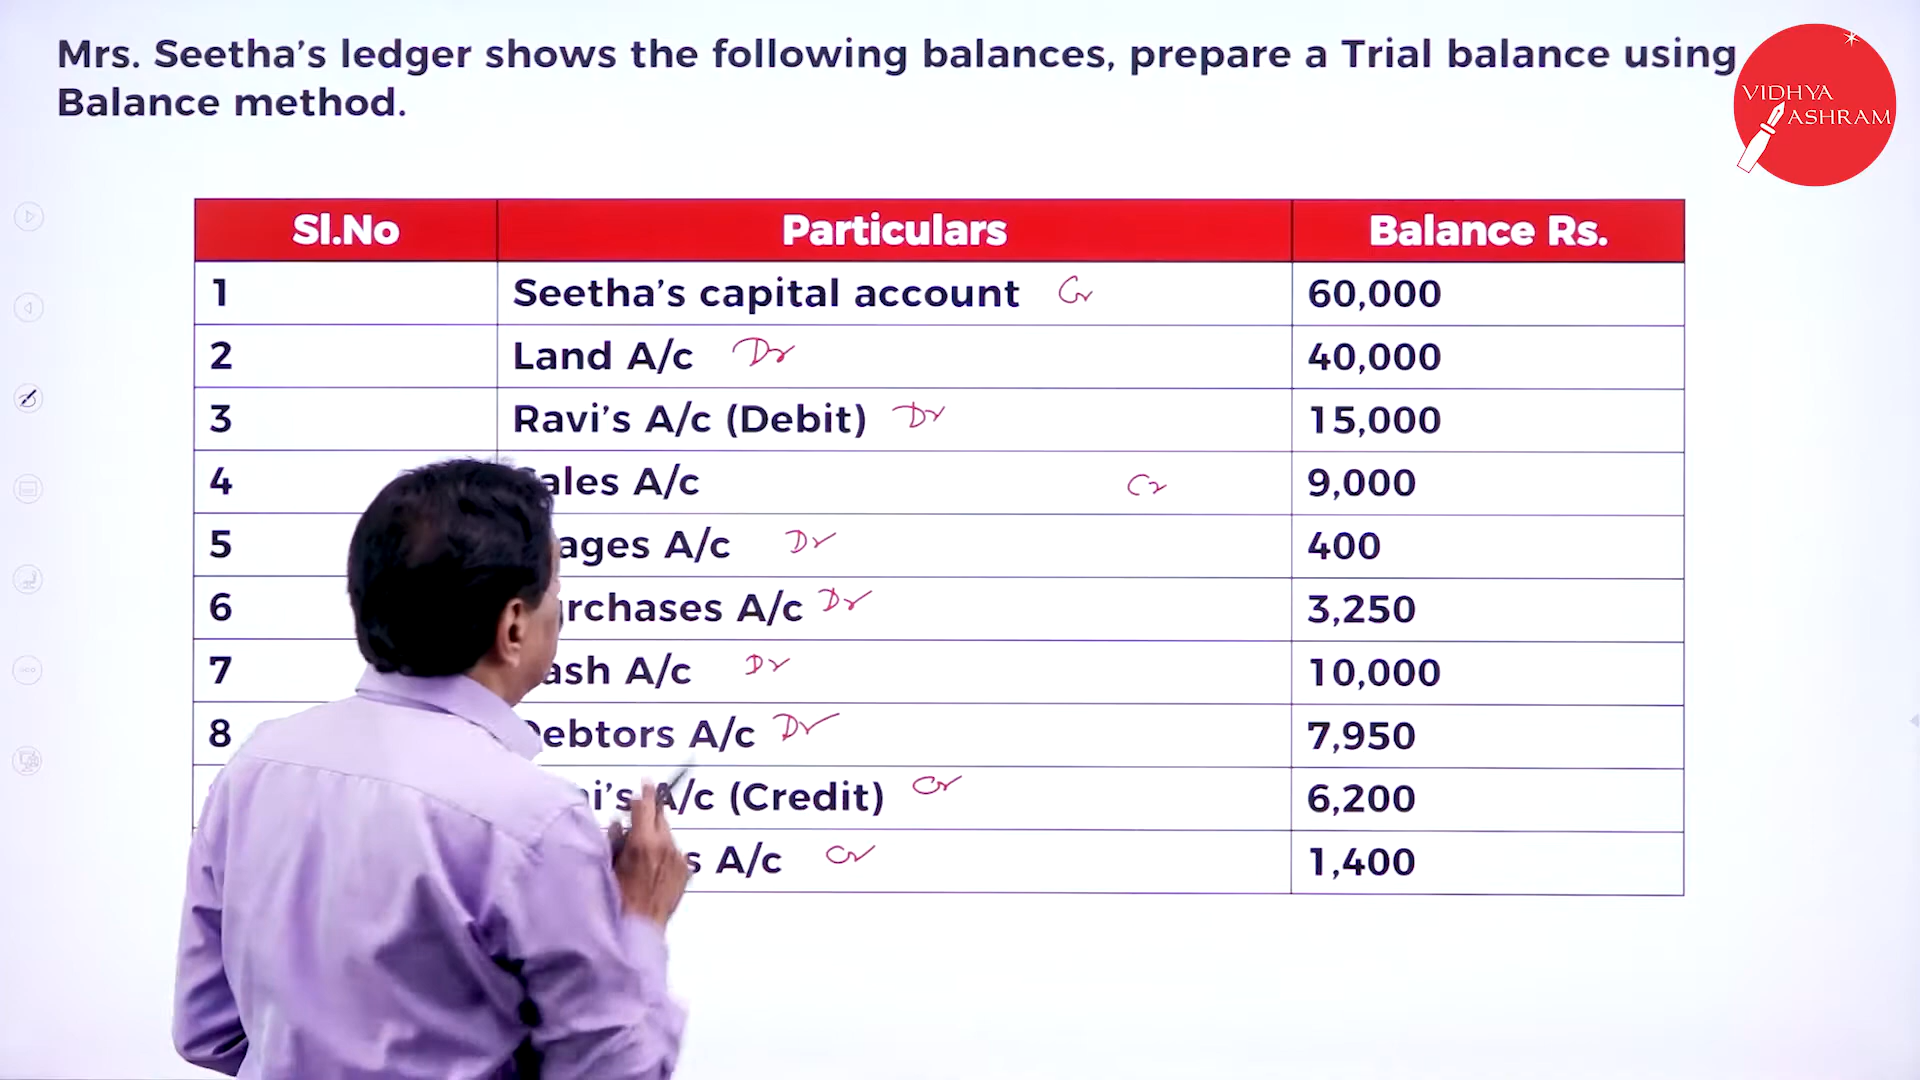 Mrs. Seetha's ledger shows the following balances, prepare a Trial balance using
Balance method.
VIDHYA
ASHRAM
Sl.No Particulars Balance Rs.
1 Seetha's capital account Cr 60,000
2 Land A/c Dr 40,000
3 Ravi's A/c (Debit) Dr 15,000
4 ales A/c Cr 9,000
5 ages A/c Dr 400
6 rchases A/c Dr 3,250
7 ash A/c Dr 10,000
8 ebtors A/c Dr 7,950
i's A/c (Credit) Cr 6,200
s A/c Cr 1,400